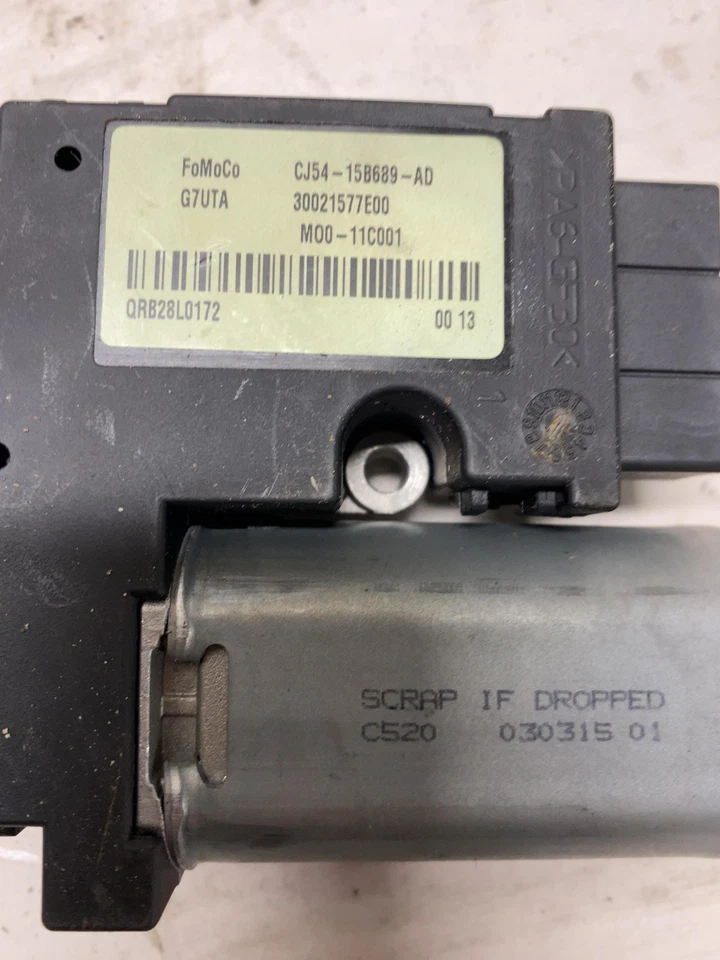 FoMoCo CJ54-15B689-AD
G7UTA 30021577E00
M00-11C001
QRB28L0172 00 13
>PA6-GF30<
1
SCRAP IF DROPPED
C520 030315 01